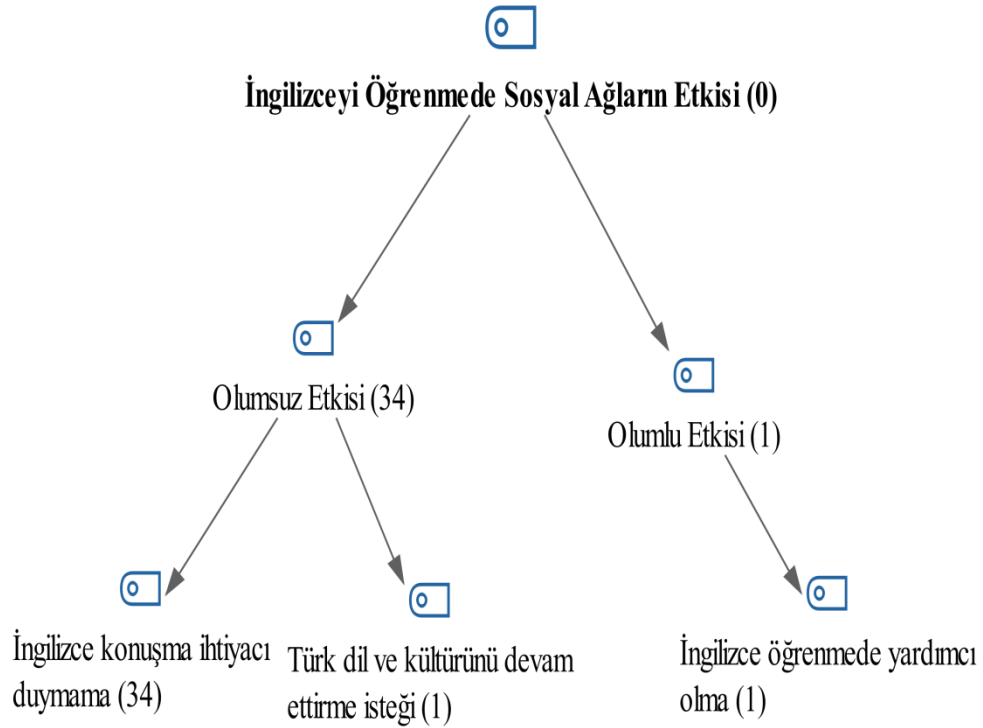 İngilizceyi Öğrenmede Sosyal Ağların Etkisi (0)
Olumsuz Etkisi (34)
Olumlu Etkisi (1)
İngilizce konuşma ihtiyacı
duymama (34)
Türk dil ve kültürünü devam
ettirme isteği (1)
İngilizce öğrenmede yardımcı
olma (1)